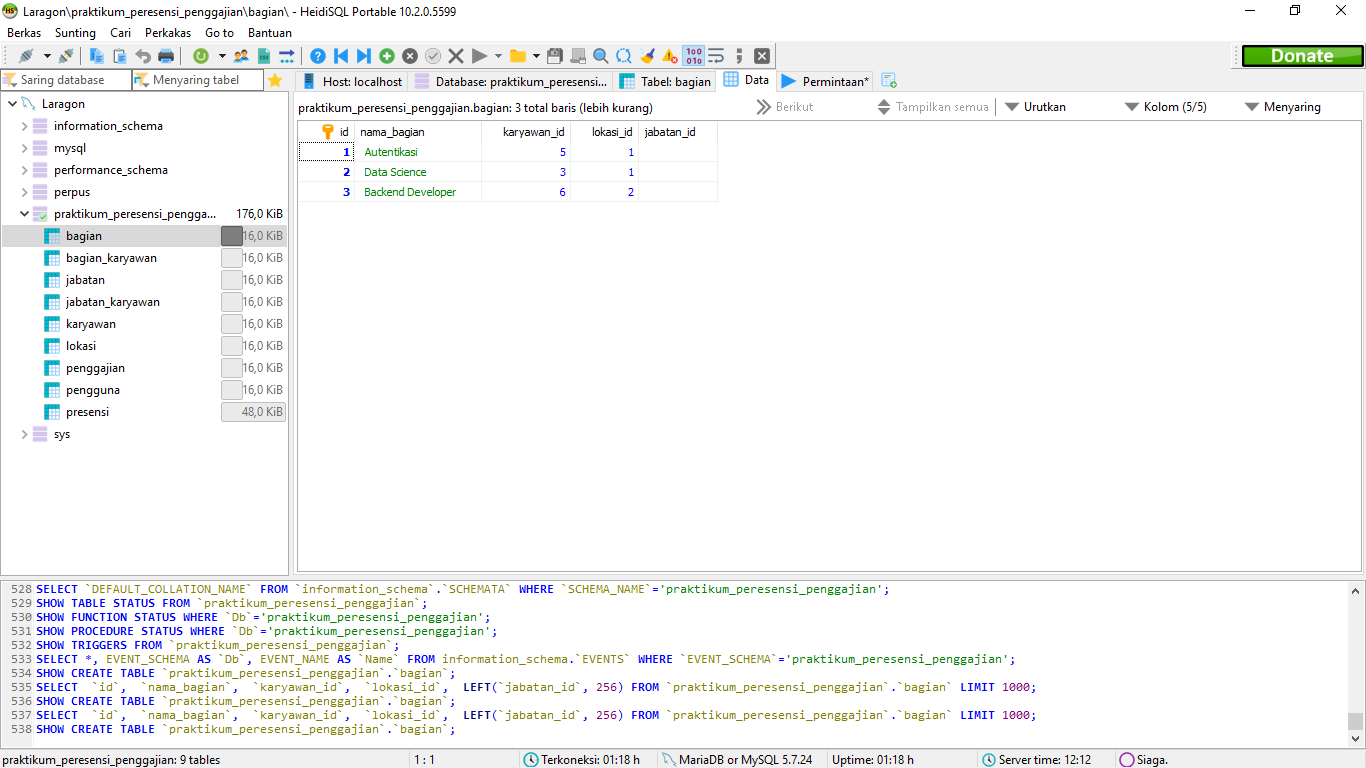 Laragon\praktikum_peresensi_penggajian\bagian\ - HeidiSQL Portable 10.2.0.5599
Berkas Sunting Cari Perkakas Go to Bantuan
Donate
Saring database Menyaring tabel
Host: localhost Database: praktikum_peresensi... Tabel: bagian Data Permintaan*
Laragon
information_schema
mysql
performance_schema
perpus
praktikum_peresensi_pengga... 176,0 KiB
bagian 16,0 KiB
bagian_karyawan 16,0 KiB
jabatan 16,0 KiB
jabatan_karyawan 16,0 KiB
karyawan 16,0 KiB
lokasi 16,0 KiB
penggajian 16,0 KiB
pengguna 16,0 KiB
presensi 48,0 KiB
sys
praktikum_peresensi_penggajian.bagian: 3 total baris (lebih kurang) Berikut Tampilkan semua Urutkan Kolom (5/5) Menyaring
id nama_bagian karyawan_id lokasi_id jabatan_id
1 Autentikasi 5 1
2 Data Science 3 1
3 Backend Developer 6 2
528 SELECT `DEFAULT_COLLATION_NAME` FROM `information_schema`.`SCHEMATA` WHERE `SCHEMA_NAME`='praktikum_peresensi_penggajian';
529 SHOW TABLE STATUS FROM `praktikum_peresensi_penggajian`;
530 SHOW FUNCTION STATUS WHERE `Db`='praktikum_peresensi_penggajian';
531 SHOW PROCEDURE STATUS WHERE `Db`='praktikum_peresensi_penggajian';
532 SHOW TRIGGERS FROM `praktikum_peresensi_penggajian`;
533 SELECT *, EVENT_SCHEMA AS `Db`, EVENT_NAME AS `Name` FROM information_schema.`EVENTS` WHERE `EVENT_SCHEMA`='praktikum_peresensi_penggajian';
534 SHOW CREATE TABLE `praktikum_peresensi_penggajian`.`bagian`;
535 SELECT `id`, `nama_bagian`, `karyawan_id`, `lokasi_id`, LEFT(`jabatan_id`, 256) FROM `praktikum_peresensi_penggajian`.`bagian` LIMIT 1000;
536 SHOW CREATE TABLE `praktikum_peresensi_penggajian`.`bagian`;
537 SELECT `id`, `nama_bagian`, `karyawan_id`, `lokasi_id`, LEFT(`jabatan_id`, 256) FROM `praktikum_peresensi_penggajian`.`bagian` LIMIT 1000;
538 SHOW CREATE TABLE `praktikum_peresensi_penggajian`.`bagian`;
praktikum_peresensi_penggajian: 9 tables 1 : 1 Terkoneksi: 01:18 h MariaDB or MySQL 5.7.24 Uptime: 01:18 h Server time: 12:12 Siaga.